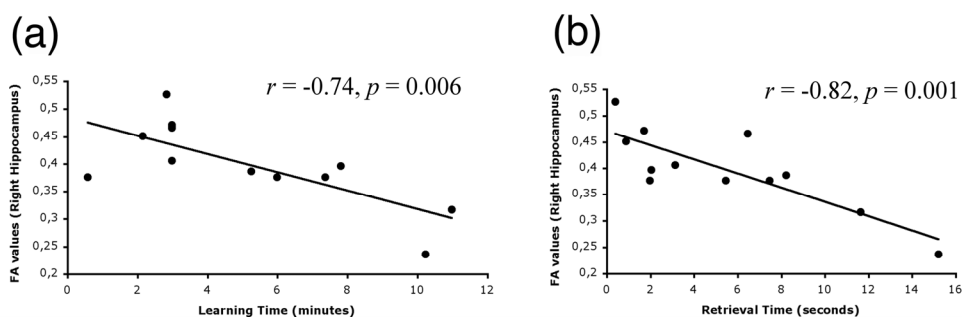 (a)
r = -0.74, p = 0.006
FA values (Right Hippocampus)
0,55
0,5
0,45
0,4
0,35
0,3
0,25
0,2
0 2 4 6 8 10 12
Learning Time (minutes)
(b)
r = -0.82, p = 0.001
FA values (Right Hippocampus)
0,55
0,5
0,45
0,4
0,35
0,3
0,25
0,2
0 2 4 6 8 10 12 14 16
Retrieval Time (seconds)